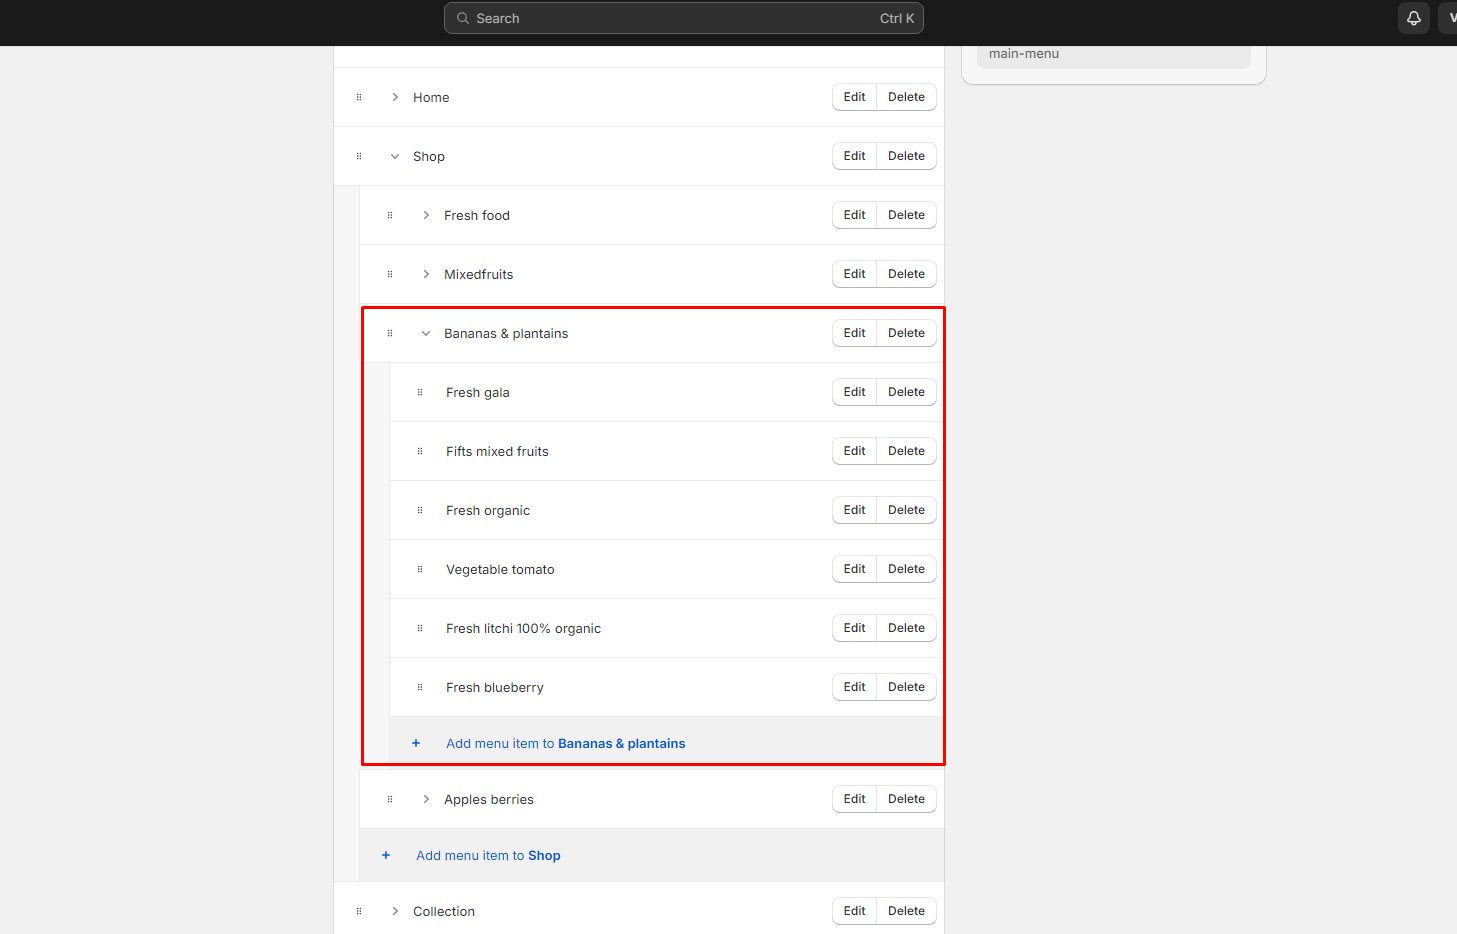 Search Ctrl K
main-menu
Home Edit Delete
Shop Edit Delete
Fresh food Edit Delete
Mixedfruits Edit Delete
Bananas & plantains Edit Delete
Fresh gala Edit Delete
Fifts mixed fruits Edit Delete
Fresh organic Edit Delete
Vegetable tomato Edit Delete
Fresh litchi 100% organic Edit Delete
Fresh blueberry Edit Delete
+ Add menu item to Bananas & plantains
Apples berries Edit Delete
+ Add menu item to Shop
Collection Edit Delete